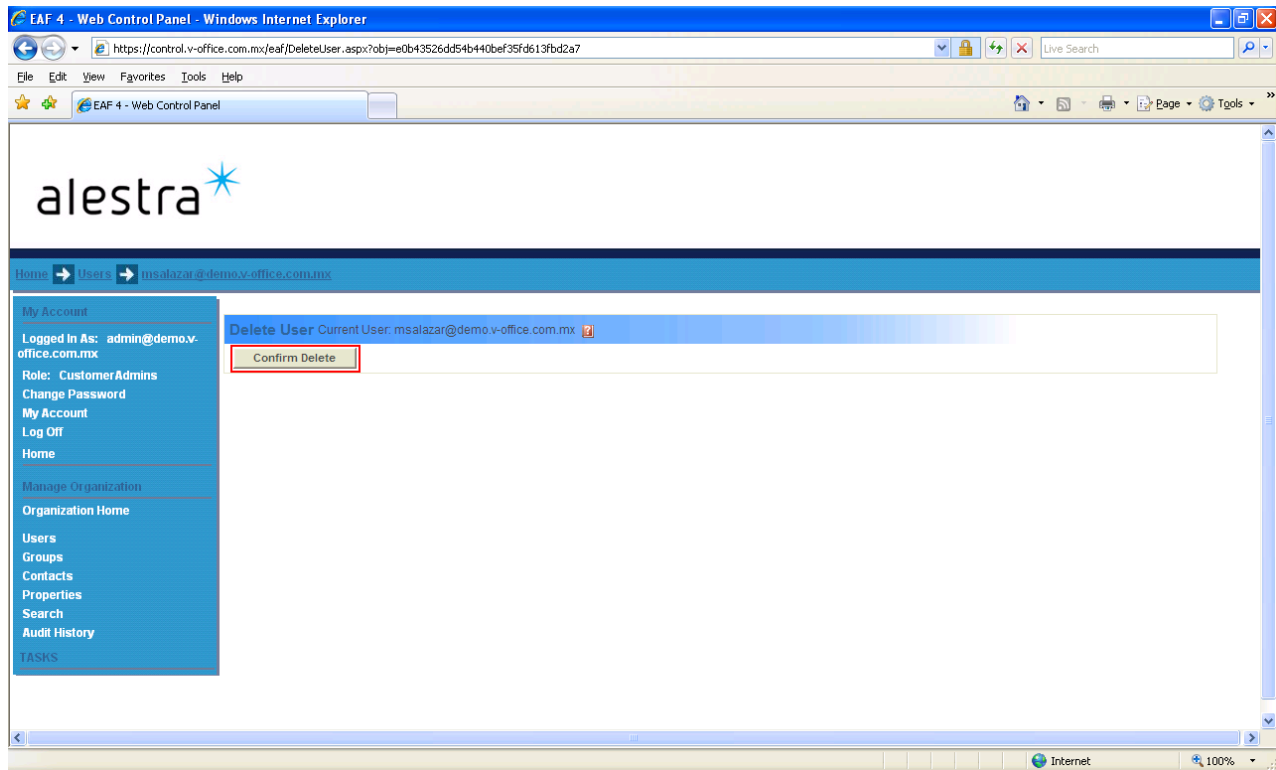 EAF 4 - Web Control Panel - Windows Internet Explorer
https://control.v-office.com.mx/eaf/DeleteUser.aspx?obj=e0b43526dd54b440bef35fd613fbd2a7
Live Search
File Edit View Favorites Tools Help
EAF 4 - Web Control Panel
Page Tools »
alestra
Home Users msalazar@demo.v-office.com.mx
My Account
Logged In As: admin@demo.v-
office.com.mx
Role: CustomerAdmins
Change Password
My Account
Log Off
Home
Manage Organization
Organization Home
Users
Groups
Contacts
Properties
Search
Audit History
TASKS
Delete User Current User: msalazar@demo.v-office.com.mx ?
Confirm Delete
Internet 100%